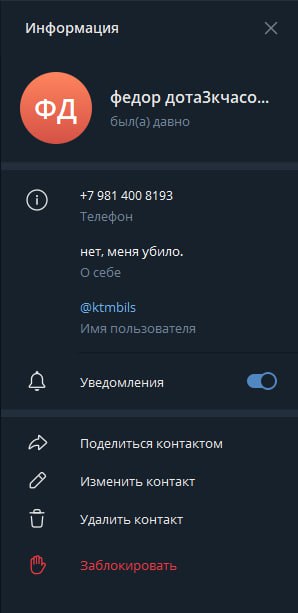 Информация
ФД
федор дота3кчасо...
был(а) давно
+7 981 400 8193
Телефон
нет, меня убило.
О себе
@ktmbils
Имя пользователя
Уведомления
Поделиться контактом
Изменить контакт
Удалить контакт
Заблокировать